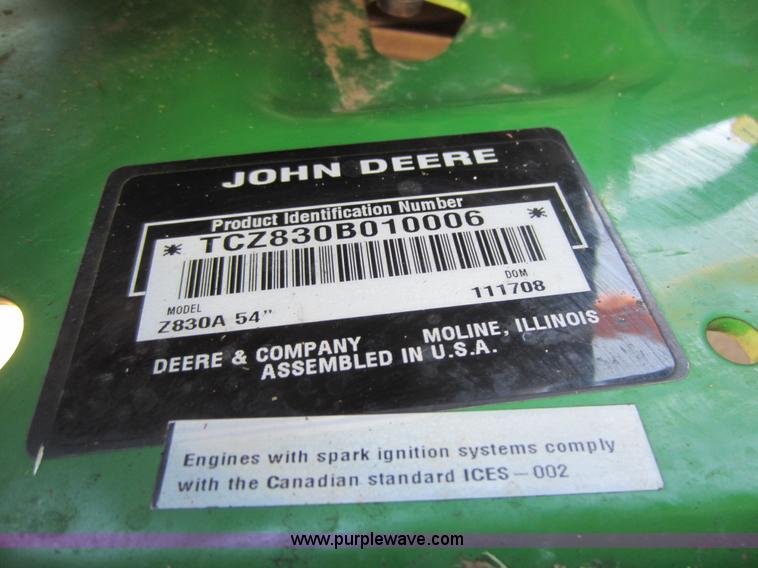 JOHN DEERE
Product Identification Number
* TCZ830B010006 *
MODEL DOM
Z830A 54" 111708
DEERE & COMPANY MOLINE, ILLINOIS
ASSEMBLED IN U.S.A.
Engines with spark ignition systems comply
with the Canadian standard ICES-002
www.purplewave.com